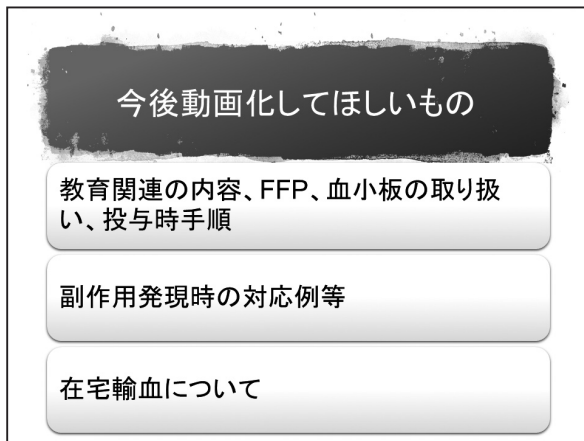 今後動画化してほしいもの
教育関連の内容、FFP、血小板の取り扱
い、投与時手順
副作用発現時の対応例等
在宅輸血について